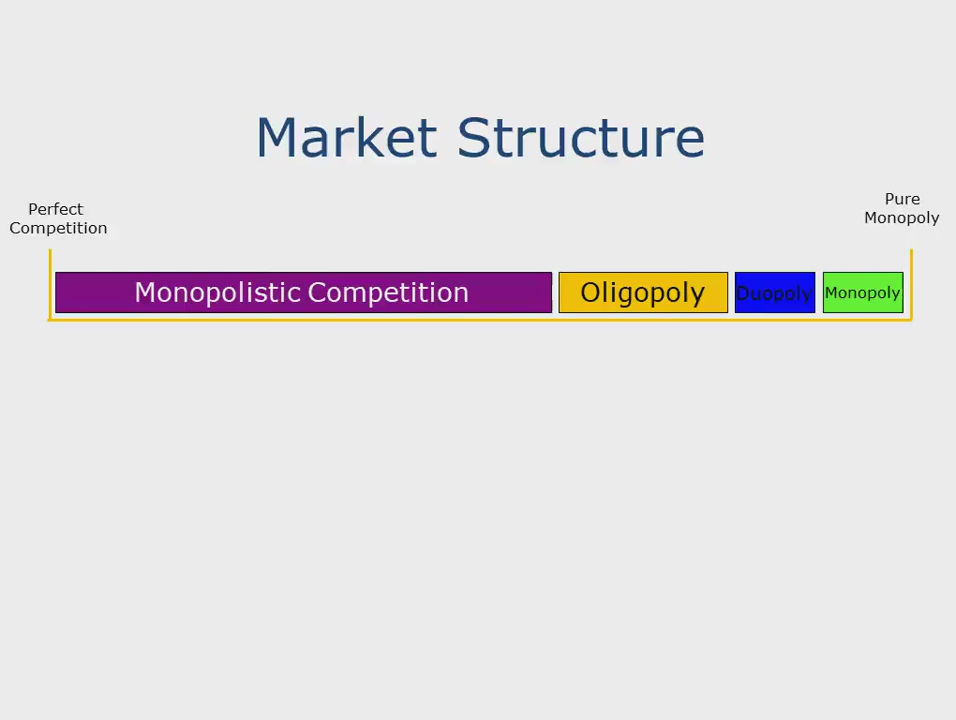 Market Structure
Perfect
Competition
Pure
Monopoly
Monopolistic Competition
Oligopoly
Duopoly
Monopoly